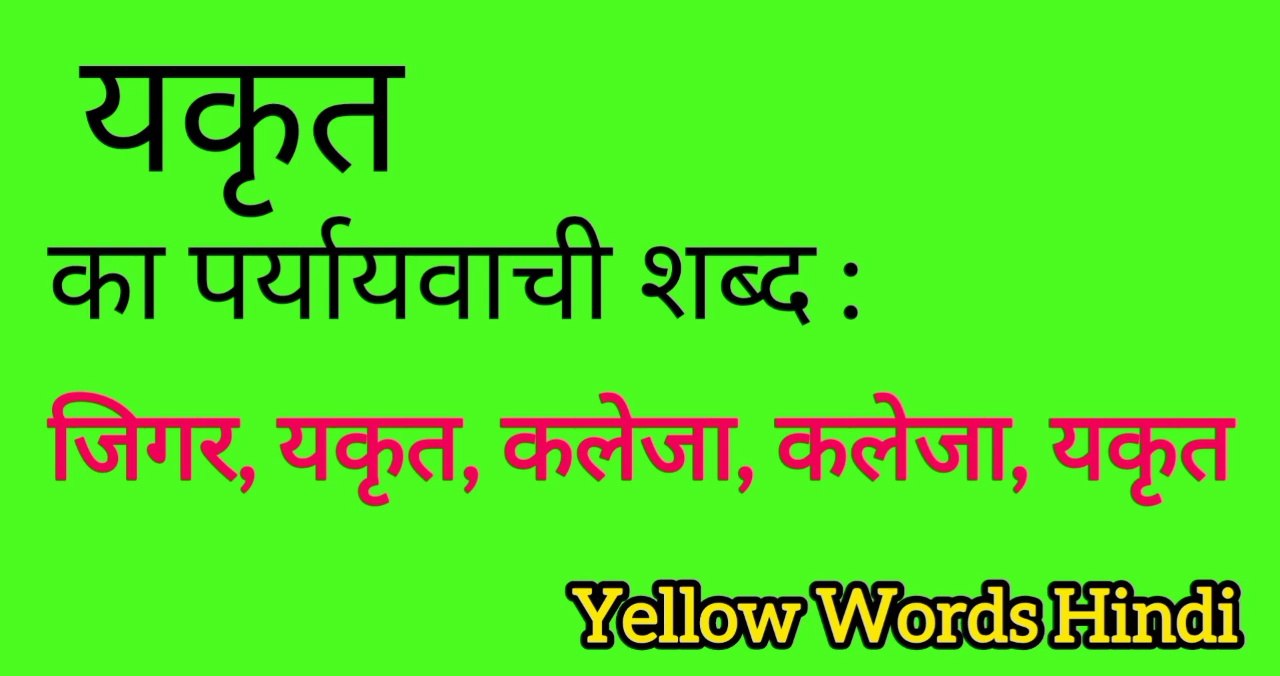 यकृत
का पर्यायवाची शब्द :
जिगर, यकृत, कलेजा, कलेजा, यकृत
Yellow Words Hindi